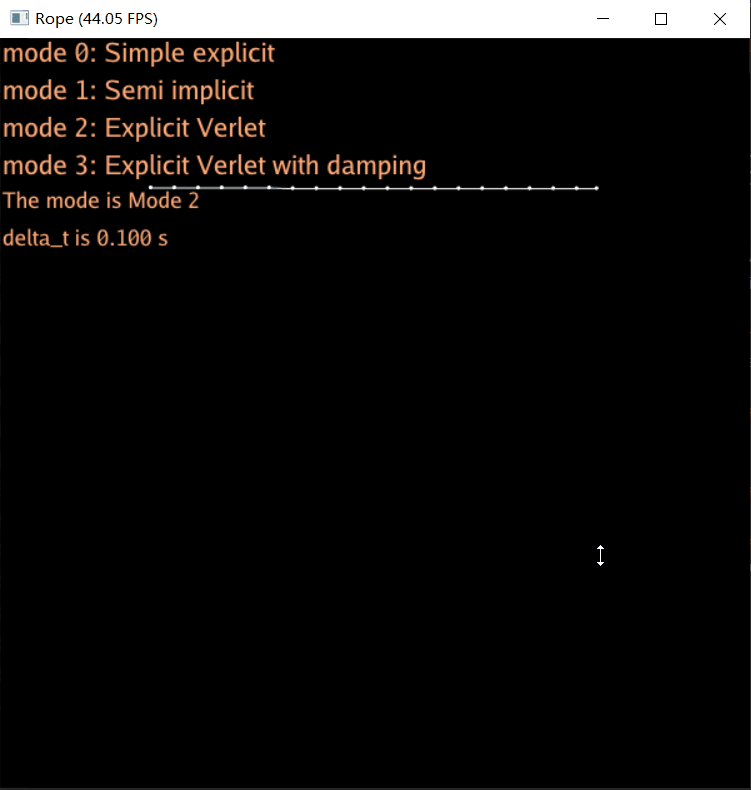 Rope (44.05 FPS)
mode 0: Simple explicit
mode 1: Semi implicit
mode 2: Explicit Verlet
mode 3: Explicit Verlet with damping
The mode is Mode 2
delta_t is 0.100 s